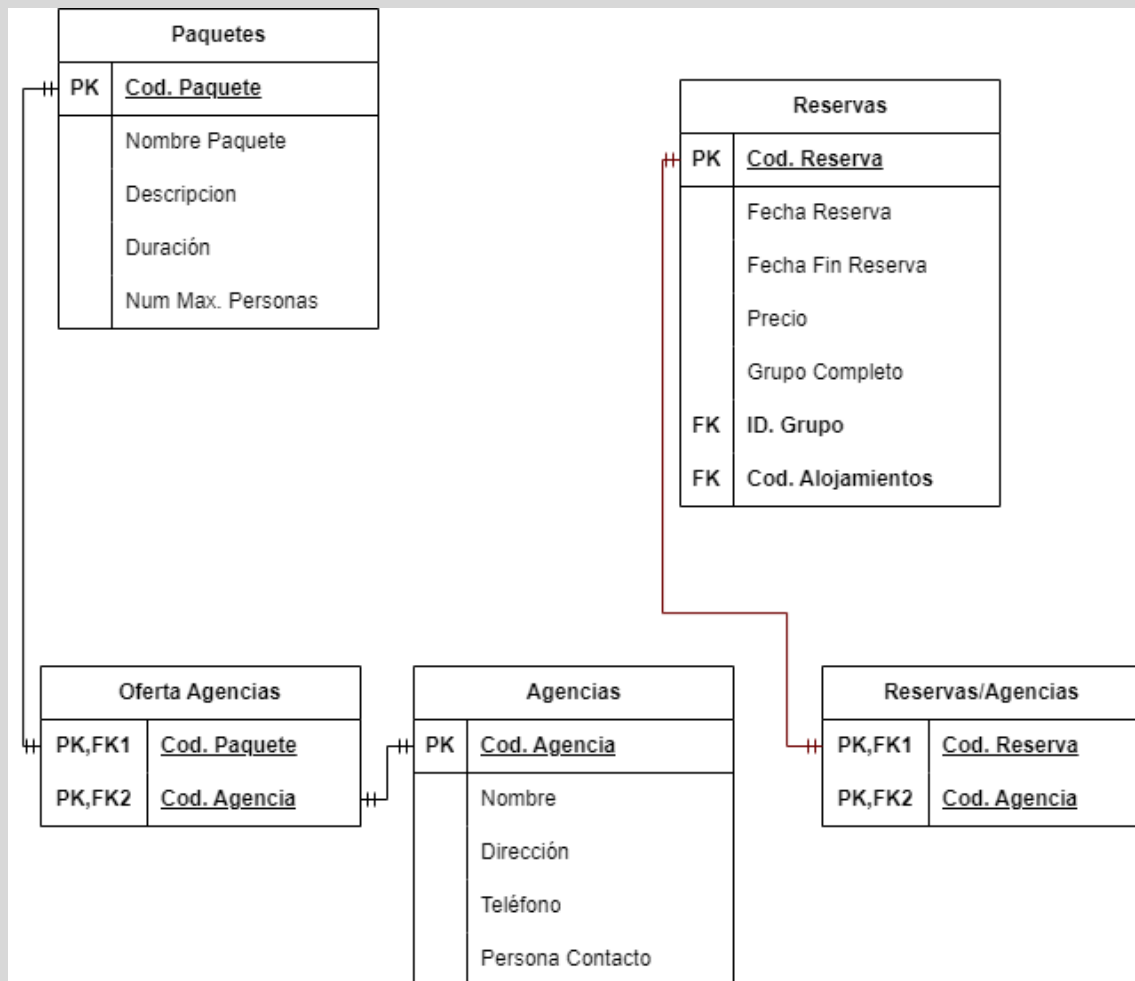 Paquetes
PK Cod. Paquete
Nombre Paquete
Descripcion
Duración
Num Max. Personas
Reservas
PK Cod. Reserva
Fecha Reserva
Fecha Fin Reserva
Precio
Grupo Completo
FK ID. Grupo
FK Cod. Alojamientos
Oferta Agencias
PK,FK1 Cod. Paquete
PK,FK2 Cod. Agencia
Agencias
PK Cod. Agencia
Nombre
Dirección
Teléfono
Persona Contacto
Reservas/Agencias
PK,FK1 Cod. Reserva
PK,FK2 Cod. Agencia